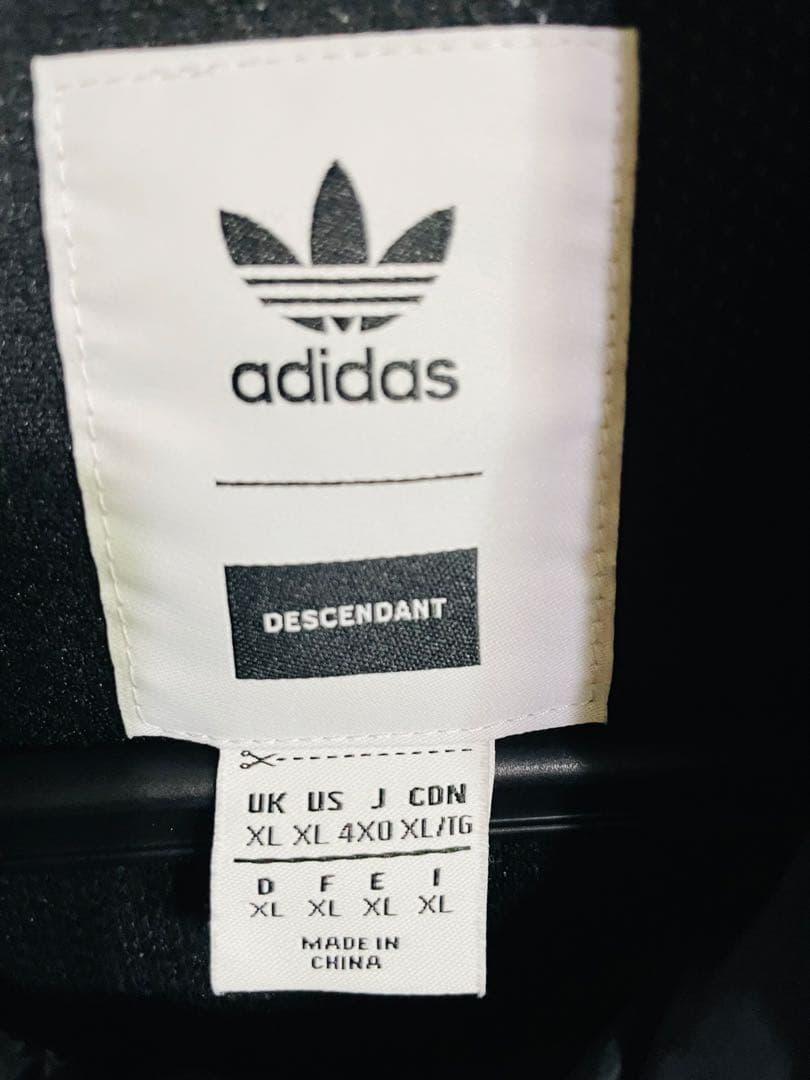 adidas
DESCENDANT
UK US J CDN
XL XL 4XO XL/TG
D F E I
XL XL XL XL
MADE IN
CHINA